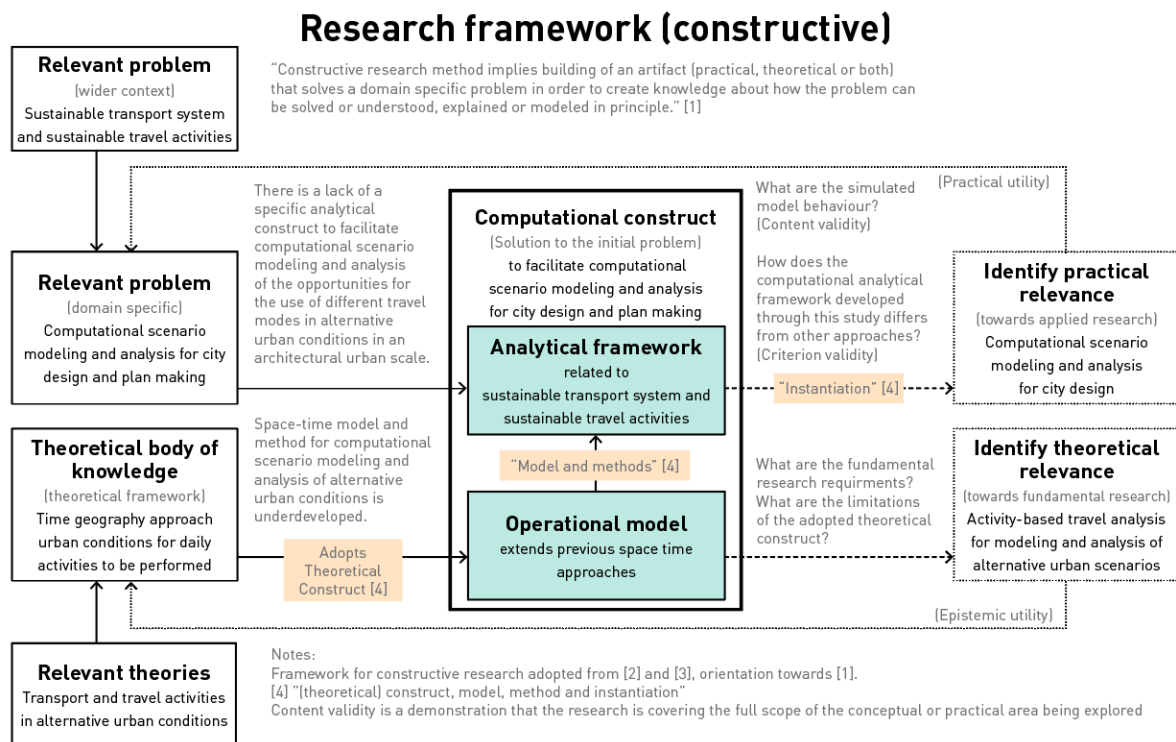 Research framework (constructive)
"Constructive research method implies building of an artifact (practical, theoretical or both)
that solves a domain specific problem in order to create knowledge about how the problem can
be solved or understood, explained or modeled in principle." [1]
Relevant problem
(wider context)
Sustainable transport system
and sustainable travel activities
Relevant problem
(domain specific)
Computational scenario
modeling and analysis for city
design and plan making
There is a lack of a
specific analytical
construct to facilitate
computational scenario
modeling and analysis
of the opportunities for
the use of different travel
modes in alternative
urban conditions in an
architectural urban scale.
Computational construct
(Solution to the initial problem)
to facilitate computational
scenario modeling and analysis
for city design and plan making
Analytical framework
related to
sustainable transport system and
sustainable travel activities
"Model and methods" [4]
Operational model
extends previous space time
approaches
(Practical utility)
What are the simulated
model behaviour?
(Content validity)
How does the
computational analytical
framework developed
through this study differs
from other approaches?
(Criterion validity)
"Instantiation" [4]
Identify practical
relevance
(towards applied research)
Computational scenario
modeling and analysis
for city design
Theoretical body of
knowledge
(theoretical framework)
Time geography approach
urban conditions for daily
activities to be performed
Space-time model and
method for computational
scenario modeling and
analysis of alternative
urban conditions is
underdeveloped.
Adopts
Theoretical
Construct [4]
What are the fundamental
research requirments?
What are the limitations
of the adopted theoretical
construct?
Identify theoretical
relevance
(towards fundamental research)
Activity-based travel analysis
for modeling and analysis of
alternative urban scenarios
(Epistemic utility)
Relevant theories
Transport and travel activities
in alternative urban conditions
Notes:
Framework for constructive research adopted from [2] and [3], orientation towards [1].
[4] "(theoretical) construct, model, method and instantiation"
Content validity is a demonstration that the research is covering the full scope of the conceptual or practical area being explored